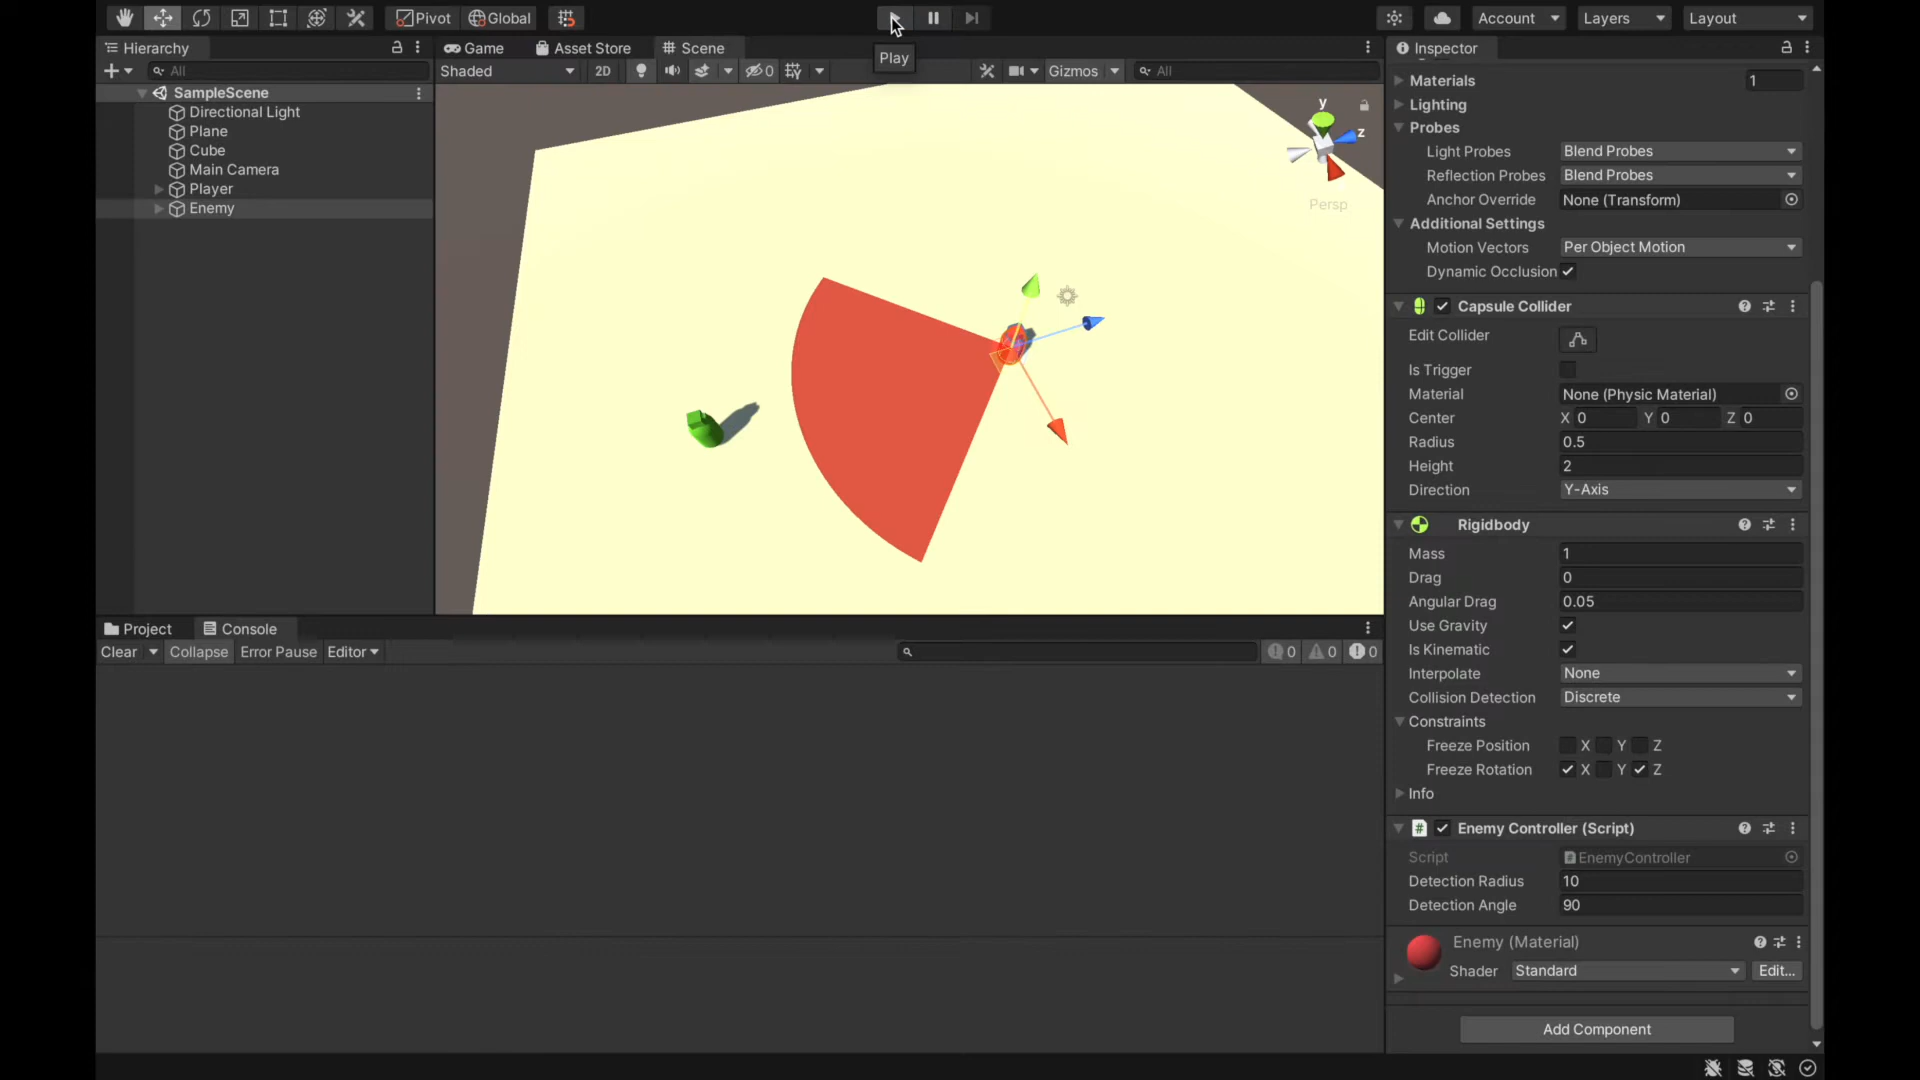 Pivot Global Account Layers Layout
Play
Hierarchy
All
SampleScene
Directional Light
Plane
Cube
Main Camera
Player
Enemy
Game Asset Store Scene
Shaded 2D 0 Gizmos All
y
z
Persp
Project Console
Clear Collapse Error Pause Editor 0 0 0
Inspector
Materials 1
Lighting
Probes
Light Probes Blend Probes
Reflection Probes Blend Probes
Anchor Override None (Transform)
Additional Settings
Motion Vectors Per Object Motion
Dynamic Occlusion
Capsule Collider
Edit Collider
Is Trigger
Material None (Physic Material)
Center X 0 Y 0 Z 0
Radius 0.5
Height 2
Direction Y-Axis
Rigidbody
Mass 1
Drag 0
Angular Drag 0.05
Use Gravity
Is Kinematic
Interpolate None
Collision Detection Discrete
Constraints
Freeze Position X Y Z
Freeze Rotation X Y Z
Info
# Enemy Controller (Script)
Script EnemyController
Detection Radius 10
Detection Angle 90
Enemy (Material)
Shader Standard Edit...
Add Component